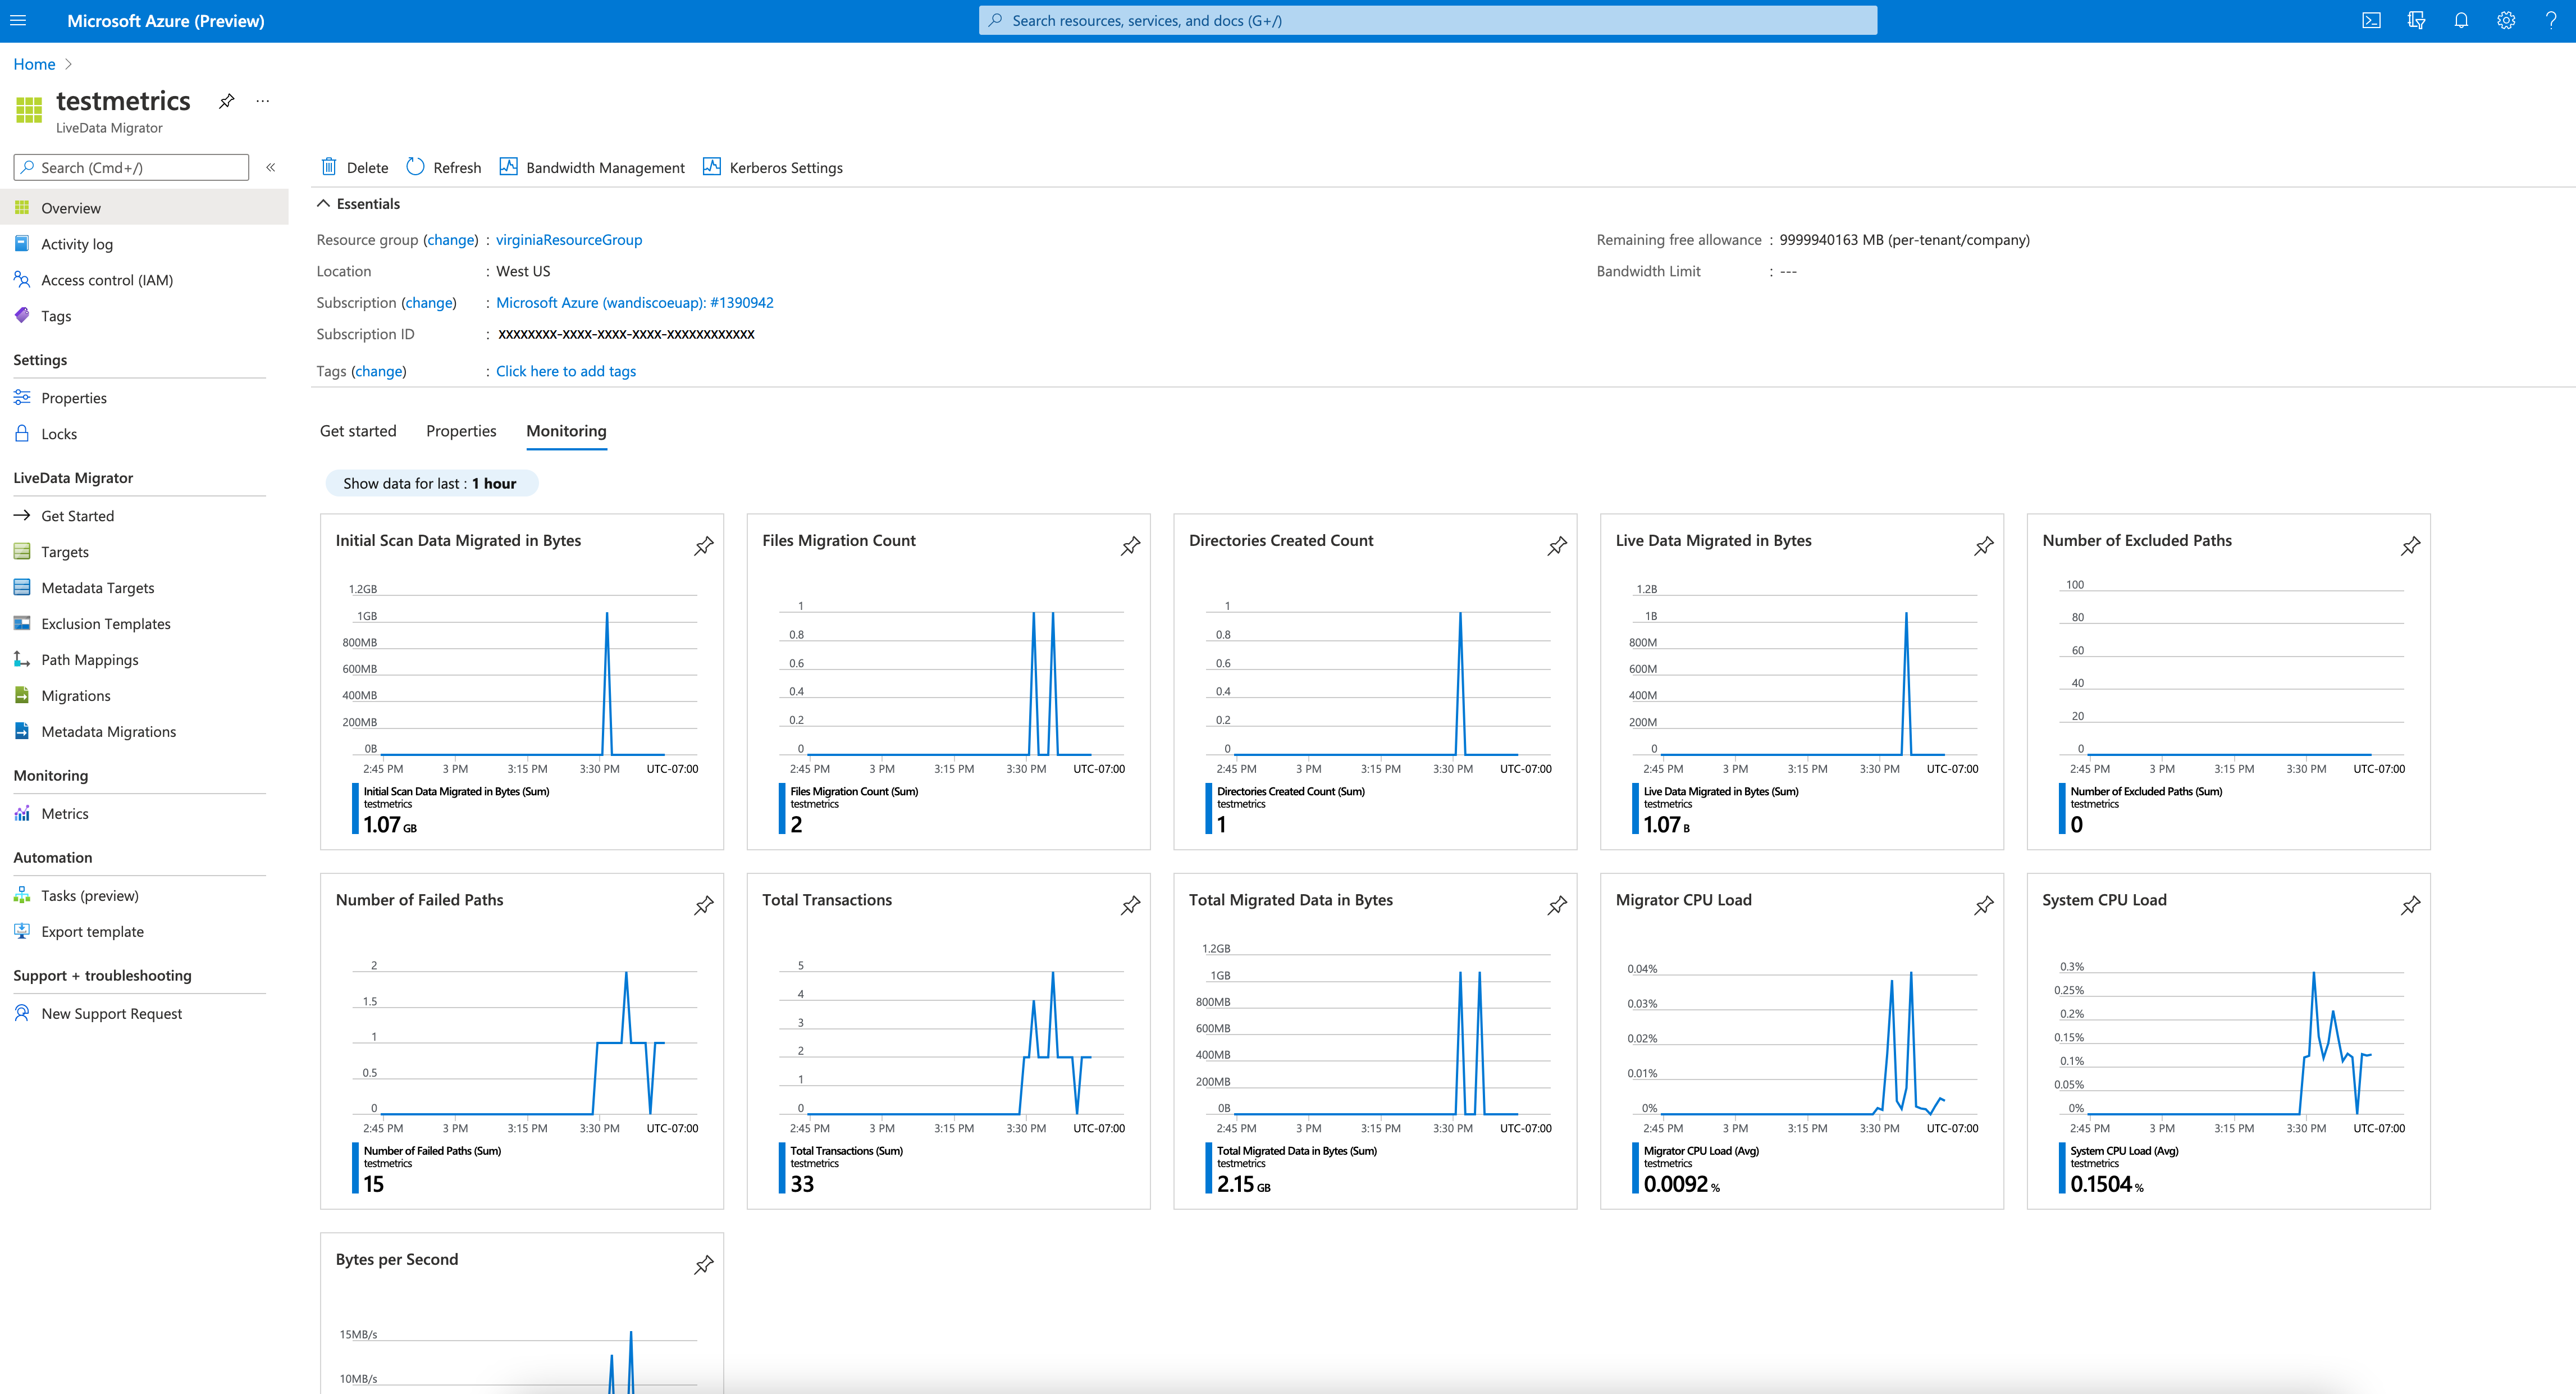 Microsoft Azure (Preview)
Search resources, services, and docs (G+/)
Home
testmetrics
...
LiveData Migrator
Search (Cmd+/)
«
Overview
Activity log
Access control (IAM)
Tags
Settings
Properties
Locks
LiveData Migrator
Get Started
Targets
Metadata Targets
Exclusion Templates
Path Mappings
Migrations
Metadata Migrations
Monitoring
Metrics
Automation
Tasks (preview)
Export template
Support + troubleshooting
New Support Request
Delete Refresh Bandwidth Management Kerberos Settings
Essentials
Resource group (change) : virginiaResourceGroup
Location : West US
Subscription (change) : Microsoft Azure (wandiscoeuap): #1390942
Subscription ID : XXXXXXXX-XXXX-XXXX-XXXX-XXXXXXXXXXXX
Tags (change) : Click here to add tags
Remaining free allowance : 9999940163 MB (per-tenant/company)
Bandwidth Limit : ---
Get started Properties Monitoring
Show data for last : 1 hour
Initial Scan Data Migrated in Bytes
1.2GB
1GB
800MB
600MB
400MB
200MB
0B
2:45 PM 3 PM 3:15 PM 3:30 PM UTC-07:00
Initial Scan Data Migrated in Bytes (Sum)
testmetrics
1.07 GB
Files Migration Count
1
0.8
0.6
0.4
0.2
0
2:45 PM 3 PM 3:15 PM 3:30 PM UTC-07:00
Files Migration Count (Sum)
testmetrics
2
Directories Created Count
1
0.8
0.6
0.4
0.2
0
2:45 PM 3 PM 3:15 PM 3:30 PM UTC-07:00
Directories Created Count (Sum)
testmetrics
1
Live Data Migrated in Bytes
1.2B
1B
800M
600M
400M
200M
0
2:45 PM 3 PM 3:15 PM 3:30 PM UTC-07:00
Live Data Migrated in Bytes (Sum)
testmetrics
1.07 B
Number of Excluded Paths
100
80
60
40
20
0
2:45 PM 3 PM 3:15 PM 3:30 PM UTC-07:00
Number of Excluded Paths (Sum)
testmetrics
0
Number of Failed Paths
2
1.5
1
0.5
0
2:45 PM 3 PM 3:15 PM 3:30 PM UTC-07:00
Number of Failed Paths (Sum)
testmetrics
15
Total Transactions
5
4
3
2
1
0
2:45 PM 3 PM 3:15 PM 3:30 PM UTC-07:00
Total Transactions (Sum)
testmetrics
33
Total Migrated Data in Bytes
1.2GB
1GB
800MB
600MB
400MB
200MB
0B
2:45 PM 3 PM 3:15 PM 3:30 PM UTC-07:00
Total Migrated Data in Bytes (Sum)
testmetrics
2.15 GB
Migrator CPU Load
0.04%
0.03%
0.02%
0.01%
0%
2:45 PM 3 PM 3:15 PM 3:30 PM UTC-07:00
Migrator CPU Load (Avg)
testmetrics
0.0092 %
System CPU Load
0.3%
0.25%
0.2%
0.15%
0.1%
0.05%
0%
2:45 PM 3 PM 3:15 PM 3:30 PM UTC-07:00
System CPU Load (Avg)
testmetrics
0.1504 %
Bytes per Second
15MB/s
10MB/s